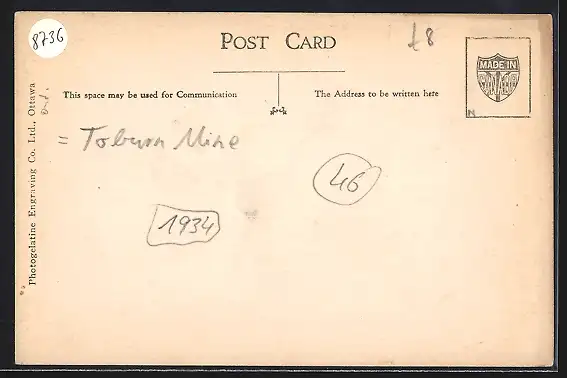 8736
POST CARD
£8
MADE IN
CANADA
This space may be used for Communication
The Address to be written here
Photogelatine Engraving Co. Ltd., Ottawa
Ont.
= Toburn Mine
46
1934
N